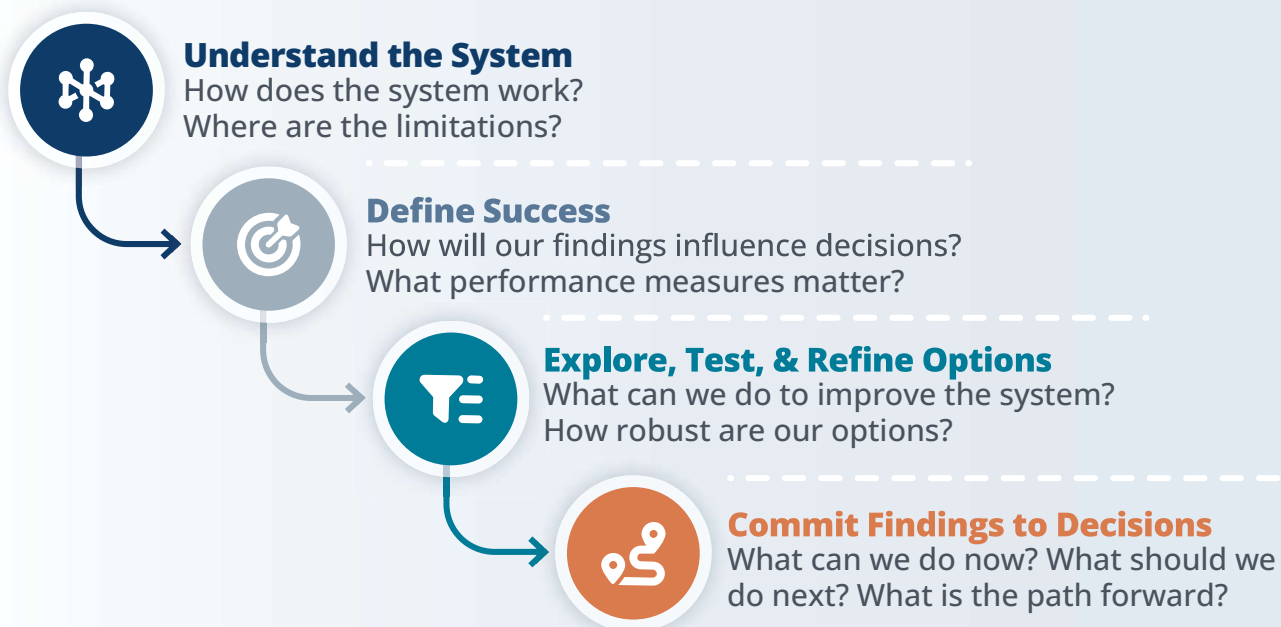 Understand the System
How does the system work?
Where are the limitations?
Define Success
How will our findings influence decisions?
What performance measures matter?
Explore, Test, & Refine Options
What can we do to improve the system?
How robust are our options?
Commit Findings to Decisions
What can we do now? What should we
do next? What is the path forward?